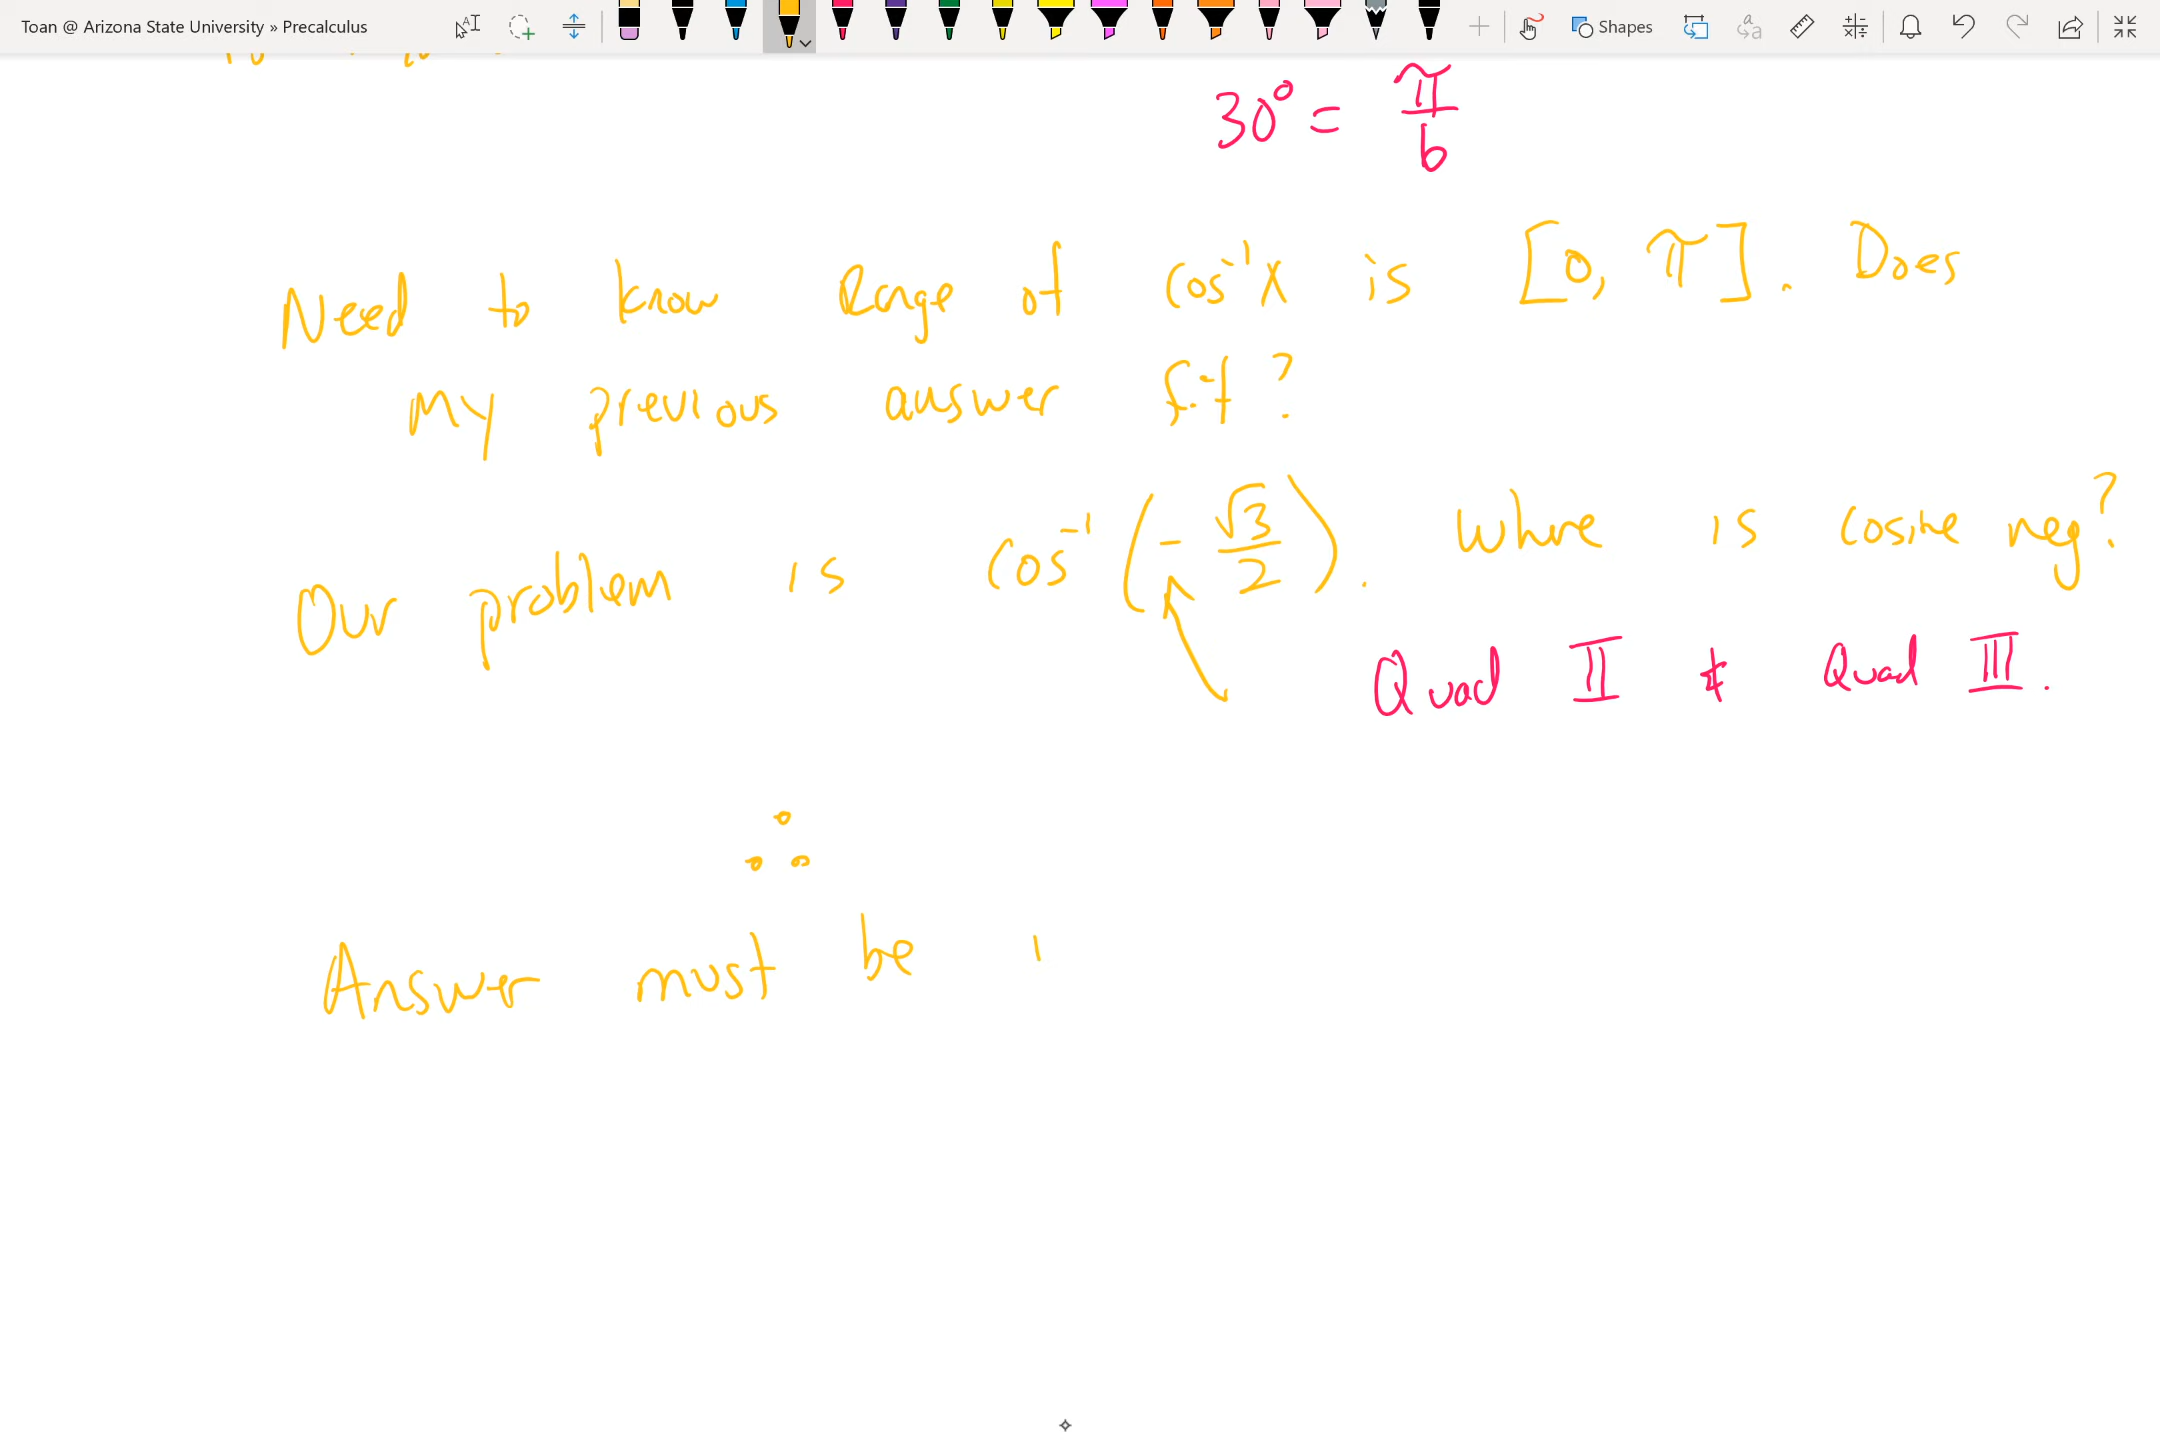 Toan @ Arizona State University » Precalculus
Shapes
30° = π/6
Need to know Range of cos⁻¹x is [0, π]. Does
my previous answer fit?
Our problem is cos⁻¹(-√3/2). Where is cosine neg?
Quad II & Quad III.
∴
Answer must be